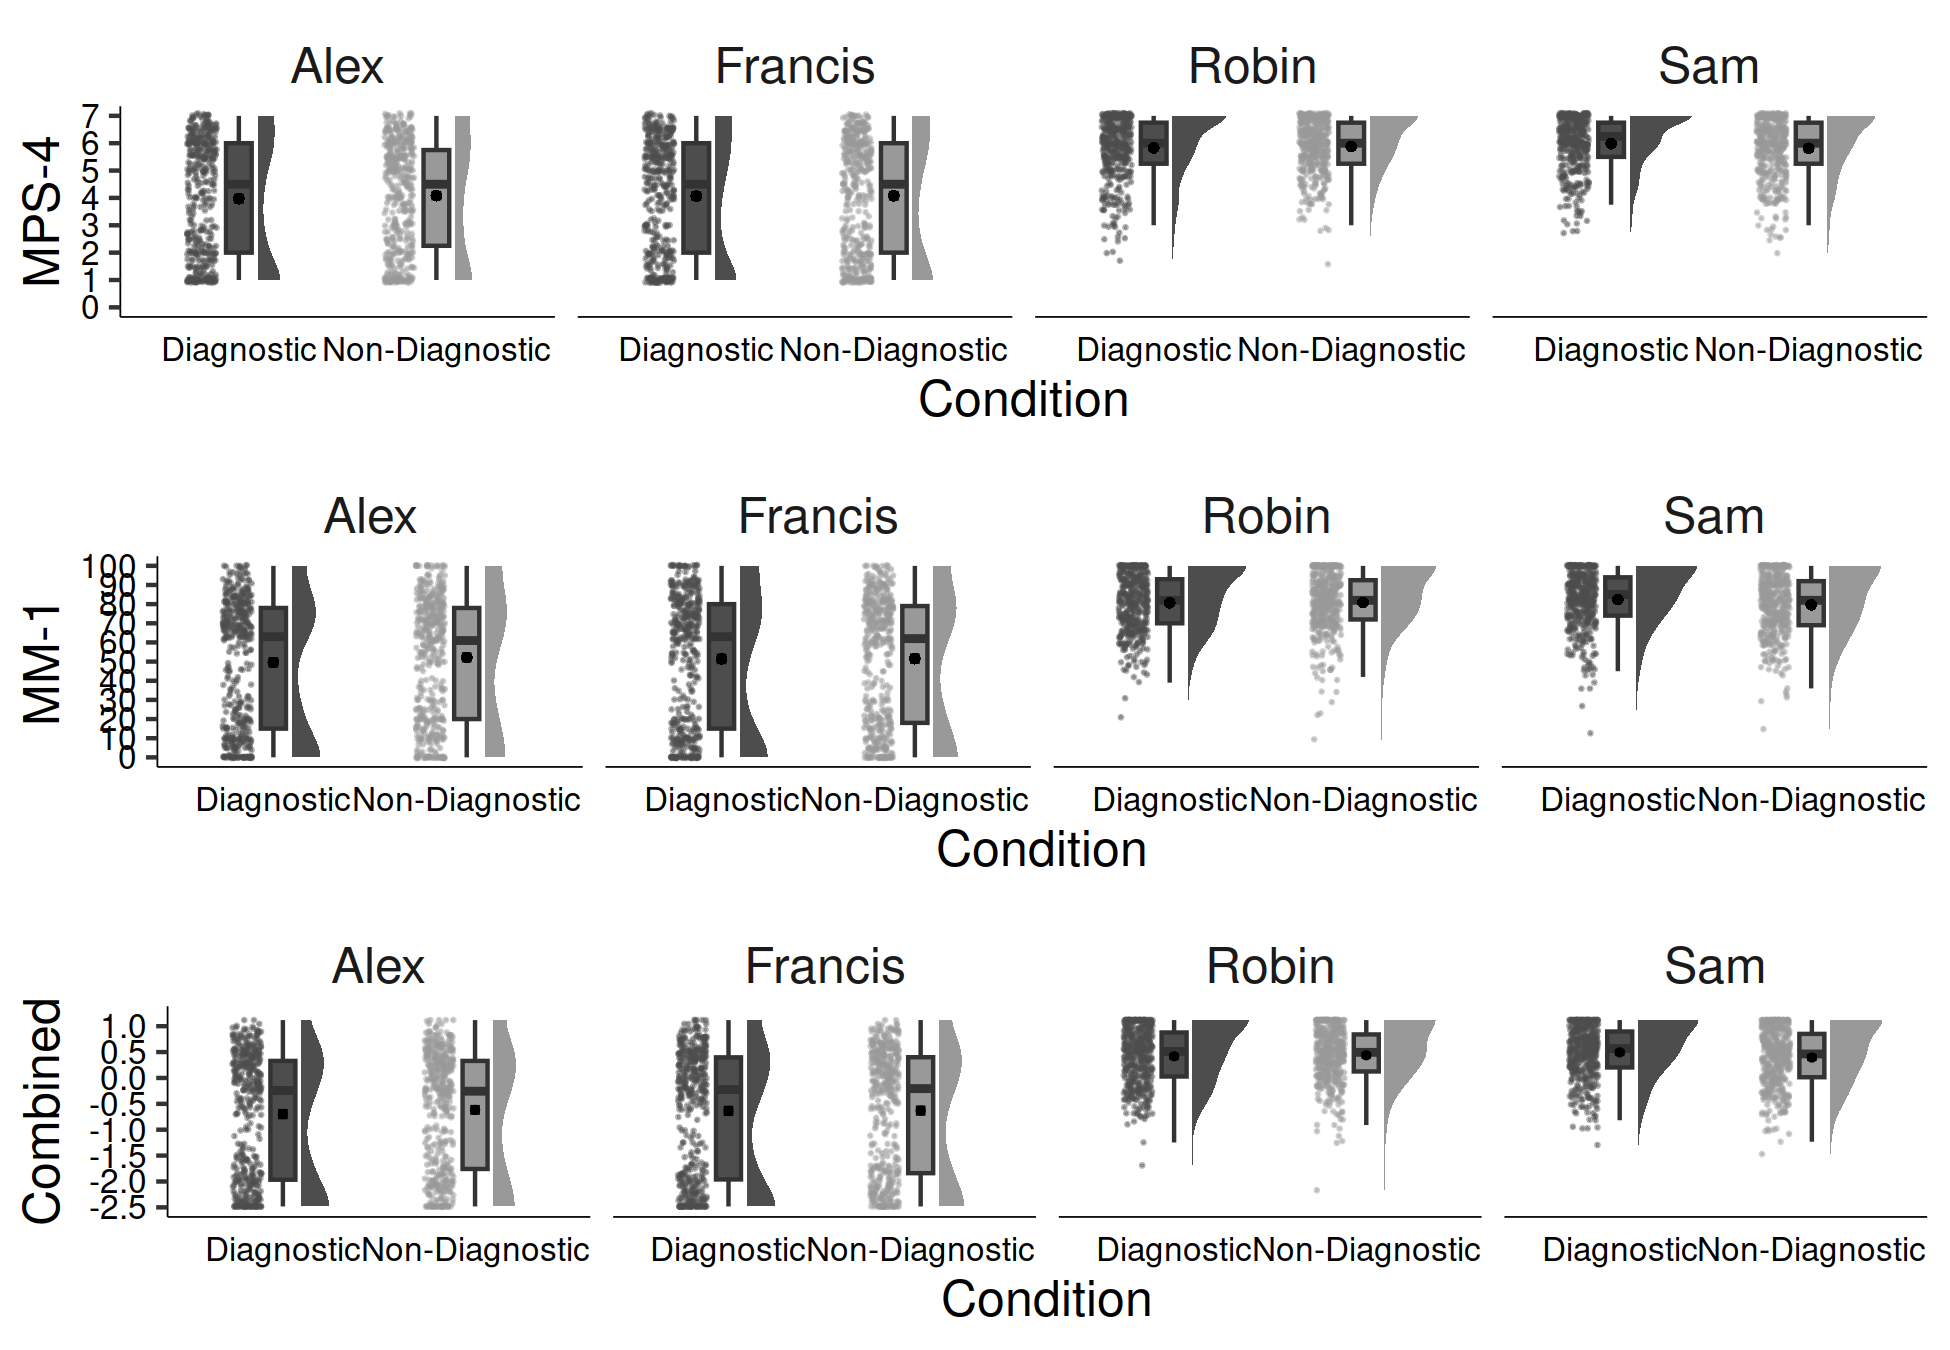 Alex Francis Robin Sam
MPS-4
7
6
5
4
3
2
1
0
Diagnostic Non-Diagnostic Diagnostic Non-Diagnostic Diagnostic Non-Diagnostic Diagnostic Non-Diagnostic
Condition
Alex Francis Robin Sam
MM-1
100
90
80
70
60
50
40
30
20
10
0
Diagnostic Non-Diagnostic Diagnostic Non-Diagnostic Diagnostic Non-Diagnostic Diagnostic Non-Diagnostic
Condition
Alex Francis Robin Sam
Combined
1.0
0.5
0.0
-0.5
-1.0
-1.5
-2.0
-2.5
Diagnostic Non-Diagnostic Diagnostic Non-Diagnostic Diagnostic Non-Diagnostic Diagnostic Non-Diagnostic
Condition